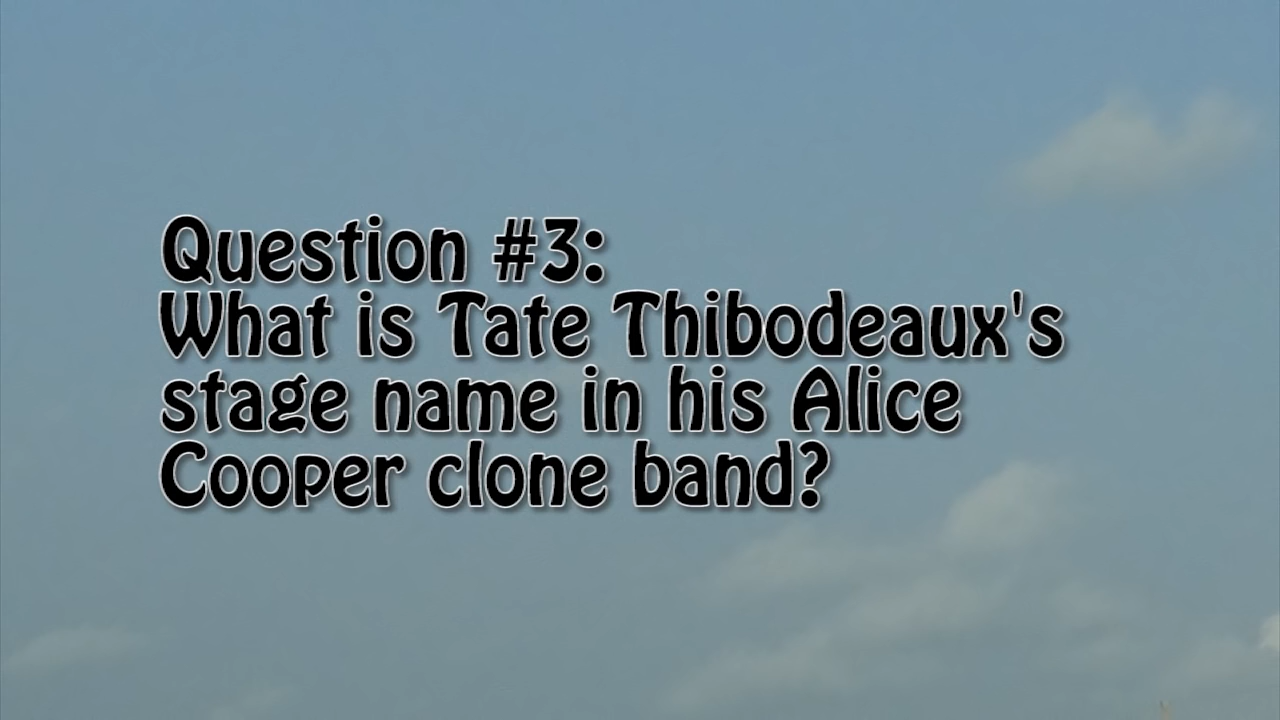 Question #3:
What is Tate Thibodeaux's
stage name in his Alice
Cooper clone band?